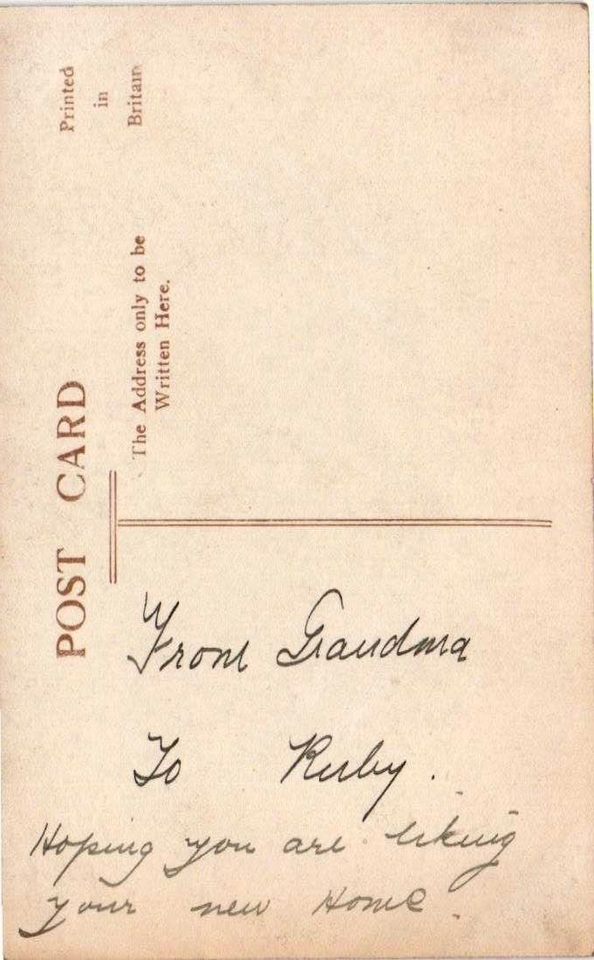 POST CARD
Printed
in
Britain
The Address only to be
Written Here.
From Grandma
To Ruby.
Hoping you are liking
your new Home.